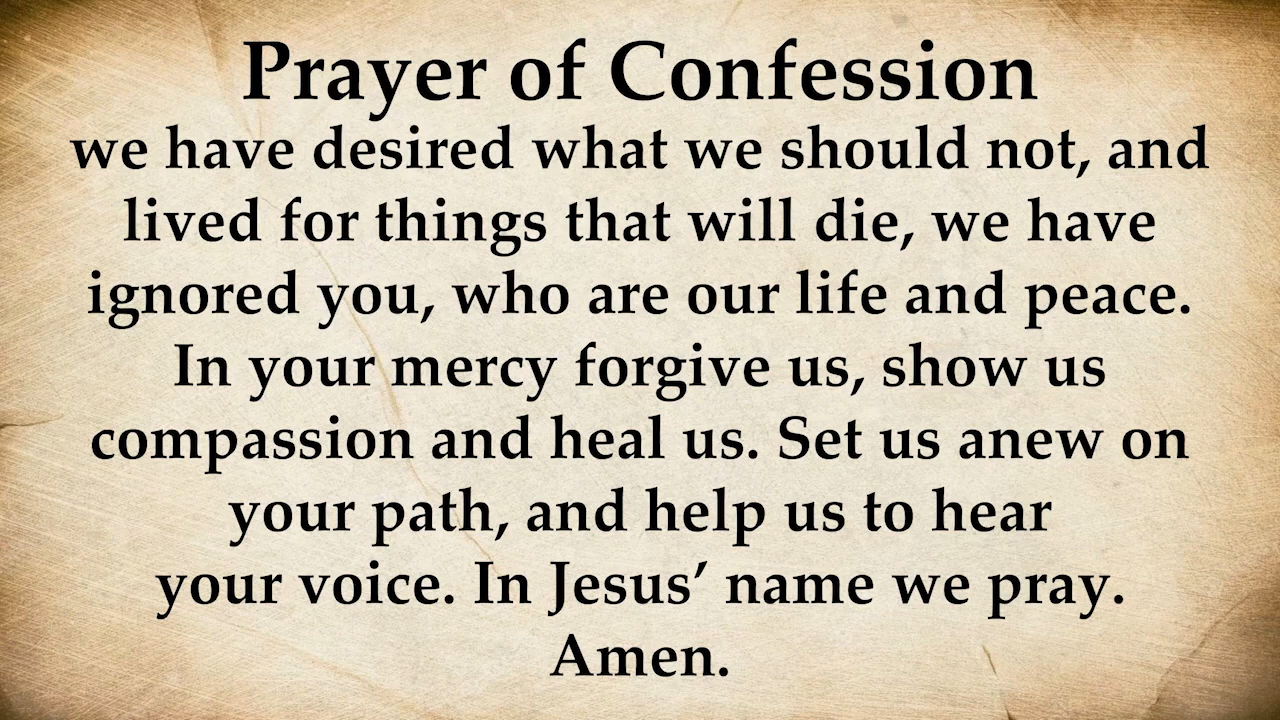 Prayer of Confession
we have desired what we should not, and
lived for things that will die, we have
ignored you, who are our life and peace.
In your mercy forgive us, show us
compassion and heal us. Set us anew on
your path, and help us to hear
your voice. In Jesus’ name we pray.
Amen.